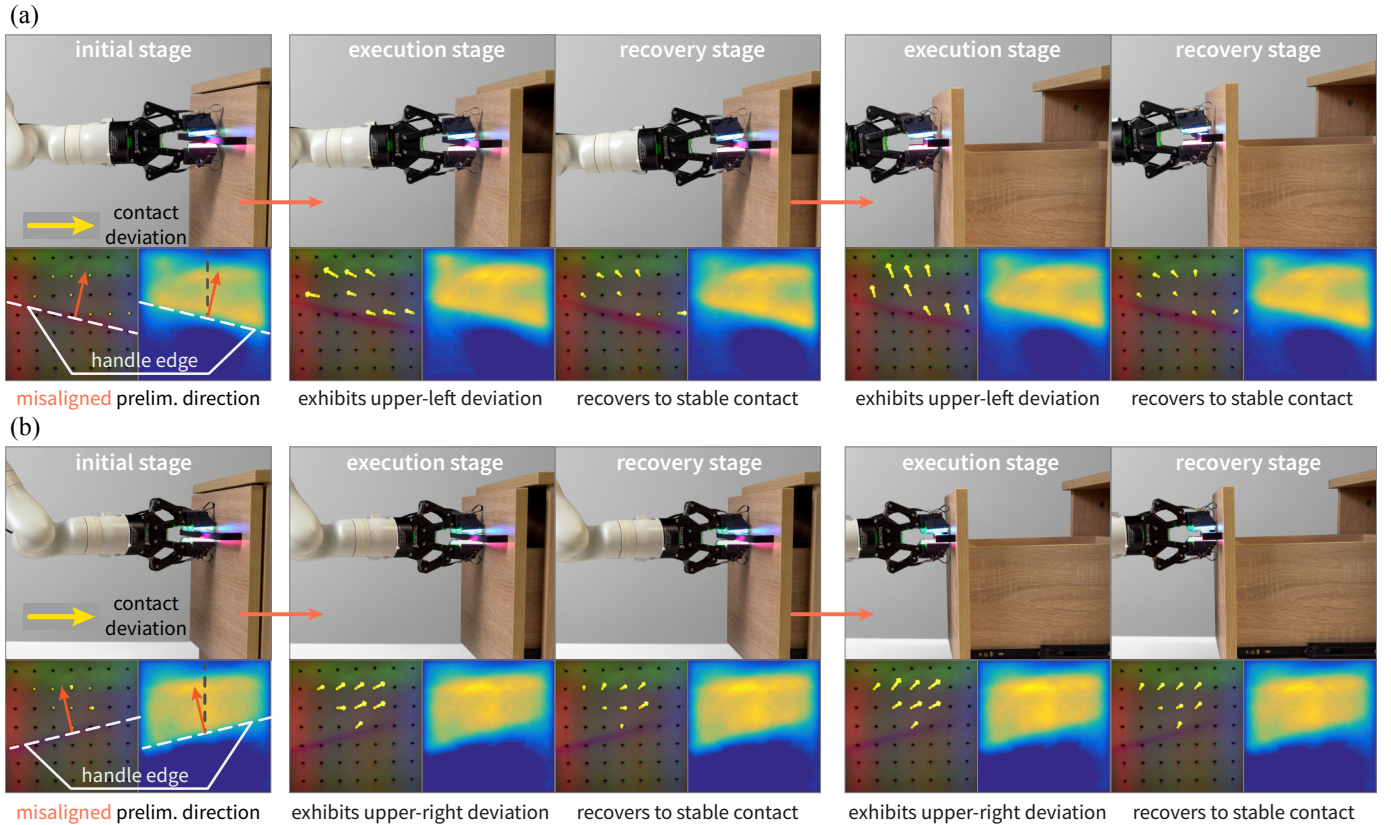 (a)
initial stage
execution stage
recovery stage
execution stage
recovery stage
contact
deviation
handle edge
misaligned prelim. direction
exhibits upper-left deviation
recovers to stable contact
exhibits upper-left deviation
recovers to stable contact
(b)
initial stage
execution stage
recovery stage
execution stage
recovery stage
contact
deviation
handle edge
misaligned prelim. direction
exhibits upper-right deviation
recovers to stable contact
exhibits upper-right deviation
recovers to stable contact